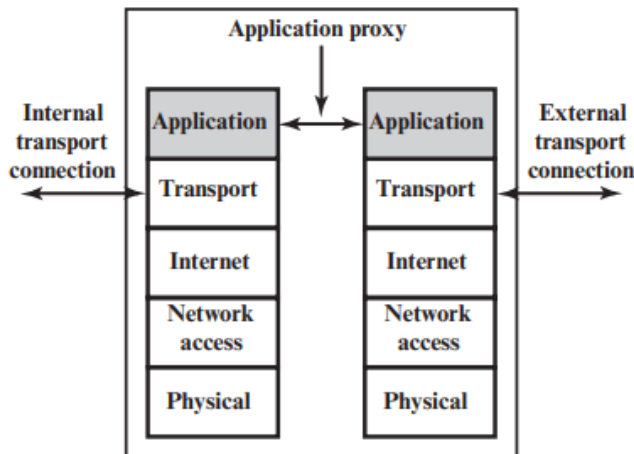 Application proxy
Internal
transport
connection
External
transport
connection
Application
Application
Transport
Transport
Internet
Internet
Network
access
Network
access
Physical
Physical